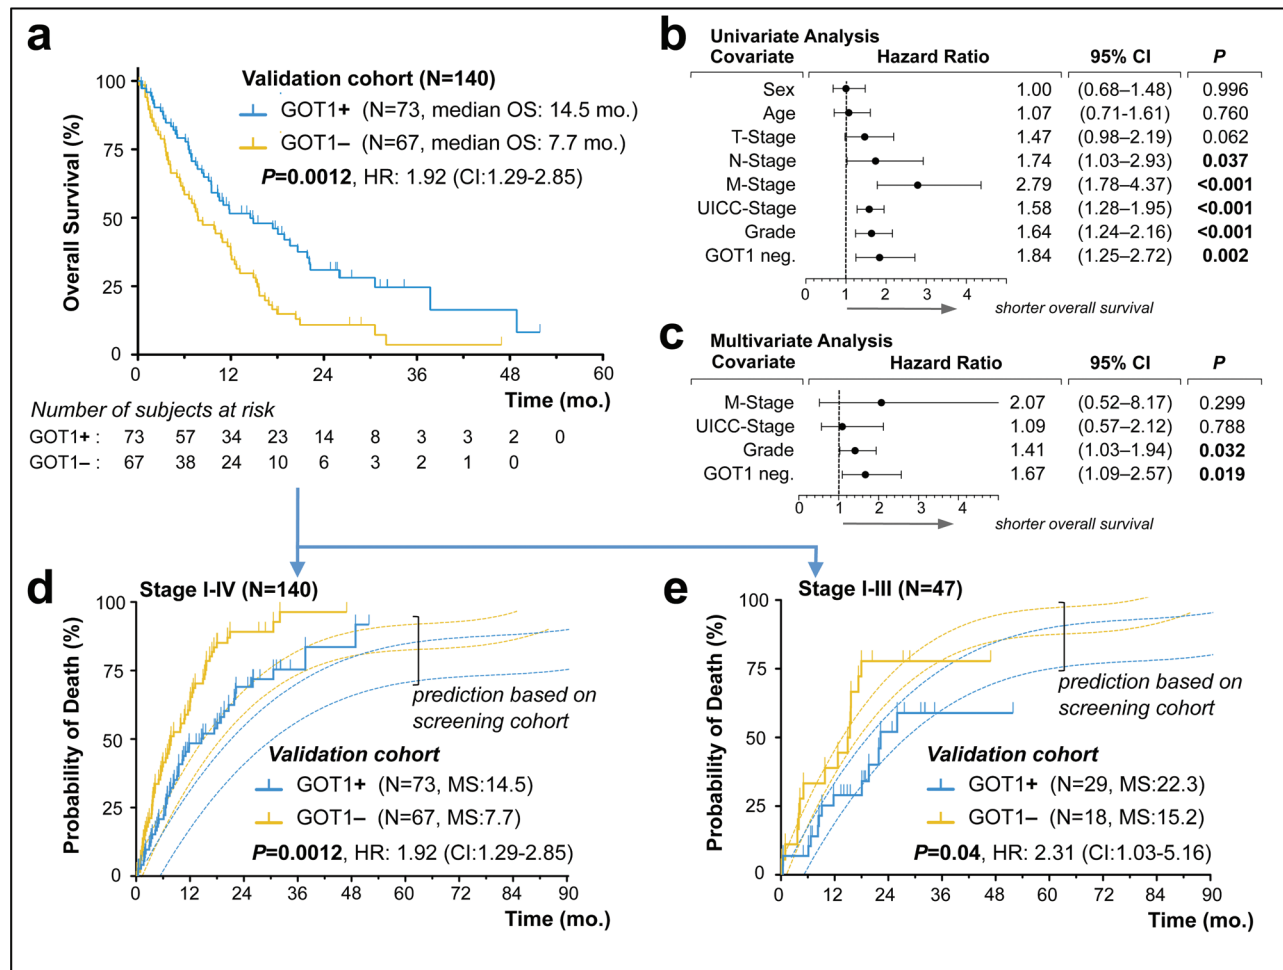 a
Validation cohort (N=140)
GOT1+ (N=73, median OS: 14.5 mo.)
GOT1– (N=67, median OS: 7.7 mo.)
P=0.0012, HR: 1.92 (CI:1.29-2.85)
Overall Survival (%)
100
75
50
25
0
0 12 24 36 48 60
Time (mo.)
Number of subjects at risk
GOT1+ : 73 57 34 23 14 8 3 3 2 0
GOT1– : 67 38 24 10 6 3 2 1 0
b
Univariate Analysis
Covariate Hazard Ratio 95% CI P
Sex 1.00 (0.68–1.48) 0.996
Age 1.07 (0.71-1.61) 0.760
T-Stage 1.47 (0.98–2.19) 0.062
N-Stage 1.74 (1.03–2.93) 0.037
M-Stage 2.79 (1.78–4.37) <0.001
UICC-Stage 1.58 (1.28–1.95) <0.001
Grade 1.64 (1.24–2.16) <0.001
GOT1 neg. 1.84 (1.25–2.72) 0.002
0 1 2 3 4
shorter overall survival
c
Multivariate Analysis
Covariate Hazard Ratio 95% CI P
M-Stage 2.07 (0.52–8.17) 0.299
UICC-Stage 1.09 (0.57–2.12) 0.788
Grade 1.41 (1.03–1.94) 0.032
GOT1 neg. 1.67 (1.09–2.57) 0.019
0 1 2 3 4
shorter overall survival
d
Stage I-IV (N=140)
Probability of Death (%)
100
75
50
25
0
prediction based on
screening cohort
Validation cohort
GOT1+ (N=73, MS:14.5)
GOT1– (N=67, MS:7.7)
P=0.0012, HR: 1.92 (CI:1.29-2.85)
0 12 24 36 48 60 72 84 90
Time (mo.)
e
Stage I-III (N=47)
Probability of Death (%)
100
75
50
25
0
prediction based on
screening cohort
Validation cohort
GOT1+ (N=29, MS:22.3)
GOT1– (N=18, MS:15.2)
P=0.04, HR: 2.31 (CI:1.03-5.16)
0 12 24 36 48 60 72 84 90
Time (mo.)